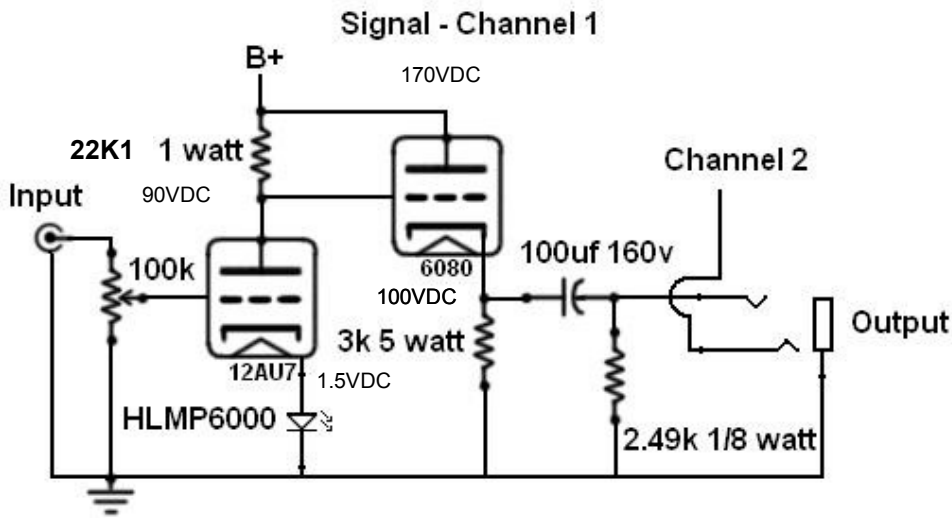 Signal - Channel 1
B+
170VDC
22K1 1 watt
Channel 2
90VDC
Input
100k
6080
100uf 160v
100VDC
Output
3k 5 watt
12AU7
1.5VDC
HLMP6000
2.49k 1/8 watt